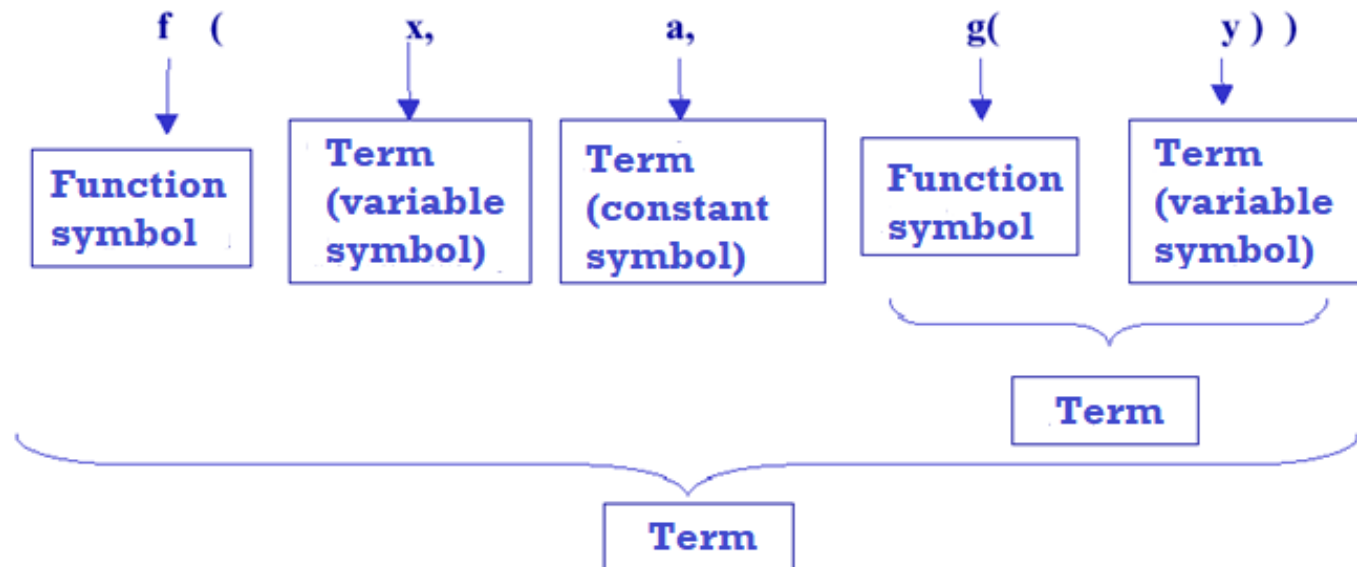 f ( x, a, g( y ) )
Function
symbol
Term
(variable
symbol)
Term
(constant
symbol)
Function
symbol
Term
(variable
symbol)
Term
Term